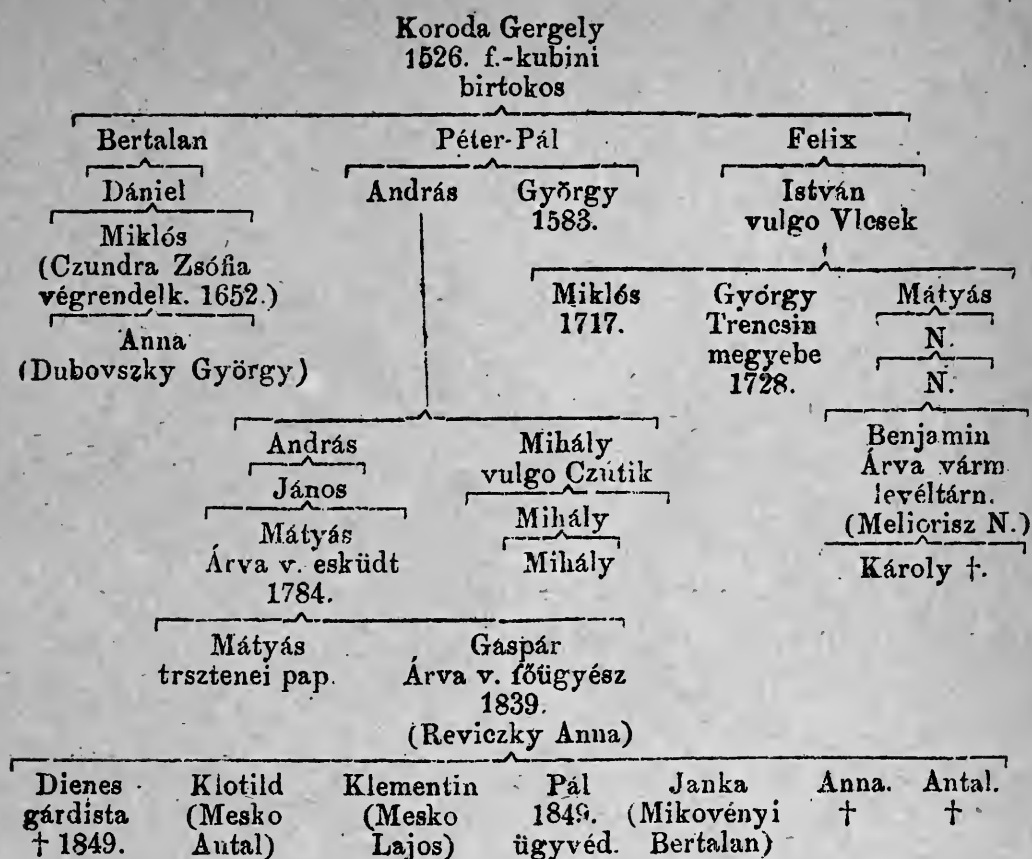 Koroda Gergely
1526. f.-kubini
birtokos
Bertalan Péter-Pál Felix
Dániel András György István
1583. vulgo Vlcsek
Miklós
(Czundra Zsófia
végrendelk. 1652.)
Miklós György Mátyás
1717. Trencsin N.
megyebe N.
1728.
Anna
(Dubovszky György)
András Mihály Benjamin
vulgo Czútik Árva várm
János levéltárn.
Mihály (Meliorisz N.)
Mátyás
Árva v. esküdt Mihály Károly †.
1784.
Mátyás Gáspár
trsztenei pap. Árva v. főügyész
1839.
(Reviczky Anna)
Dienes Klotild Klementin Pál Janka Anna. Antal.
gárdista (Mesko (Mesko 1849. (Mikovényi † †
† 1849. Antal) Lajos) ügyvéd. Bertalan)